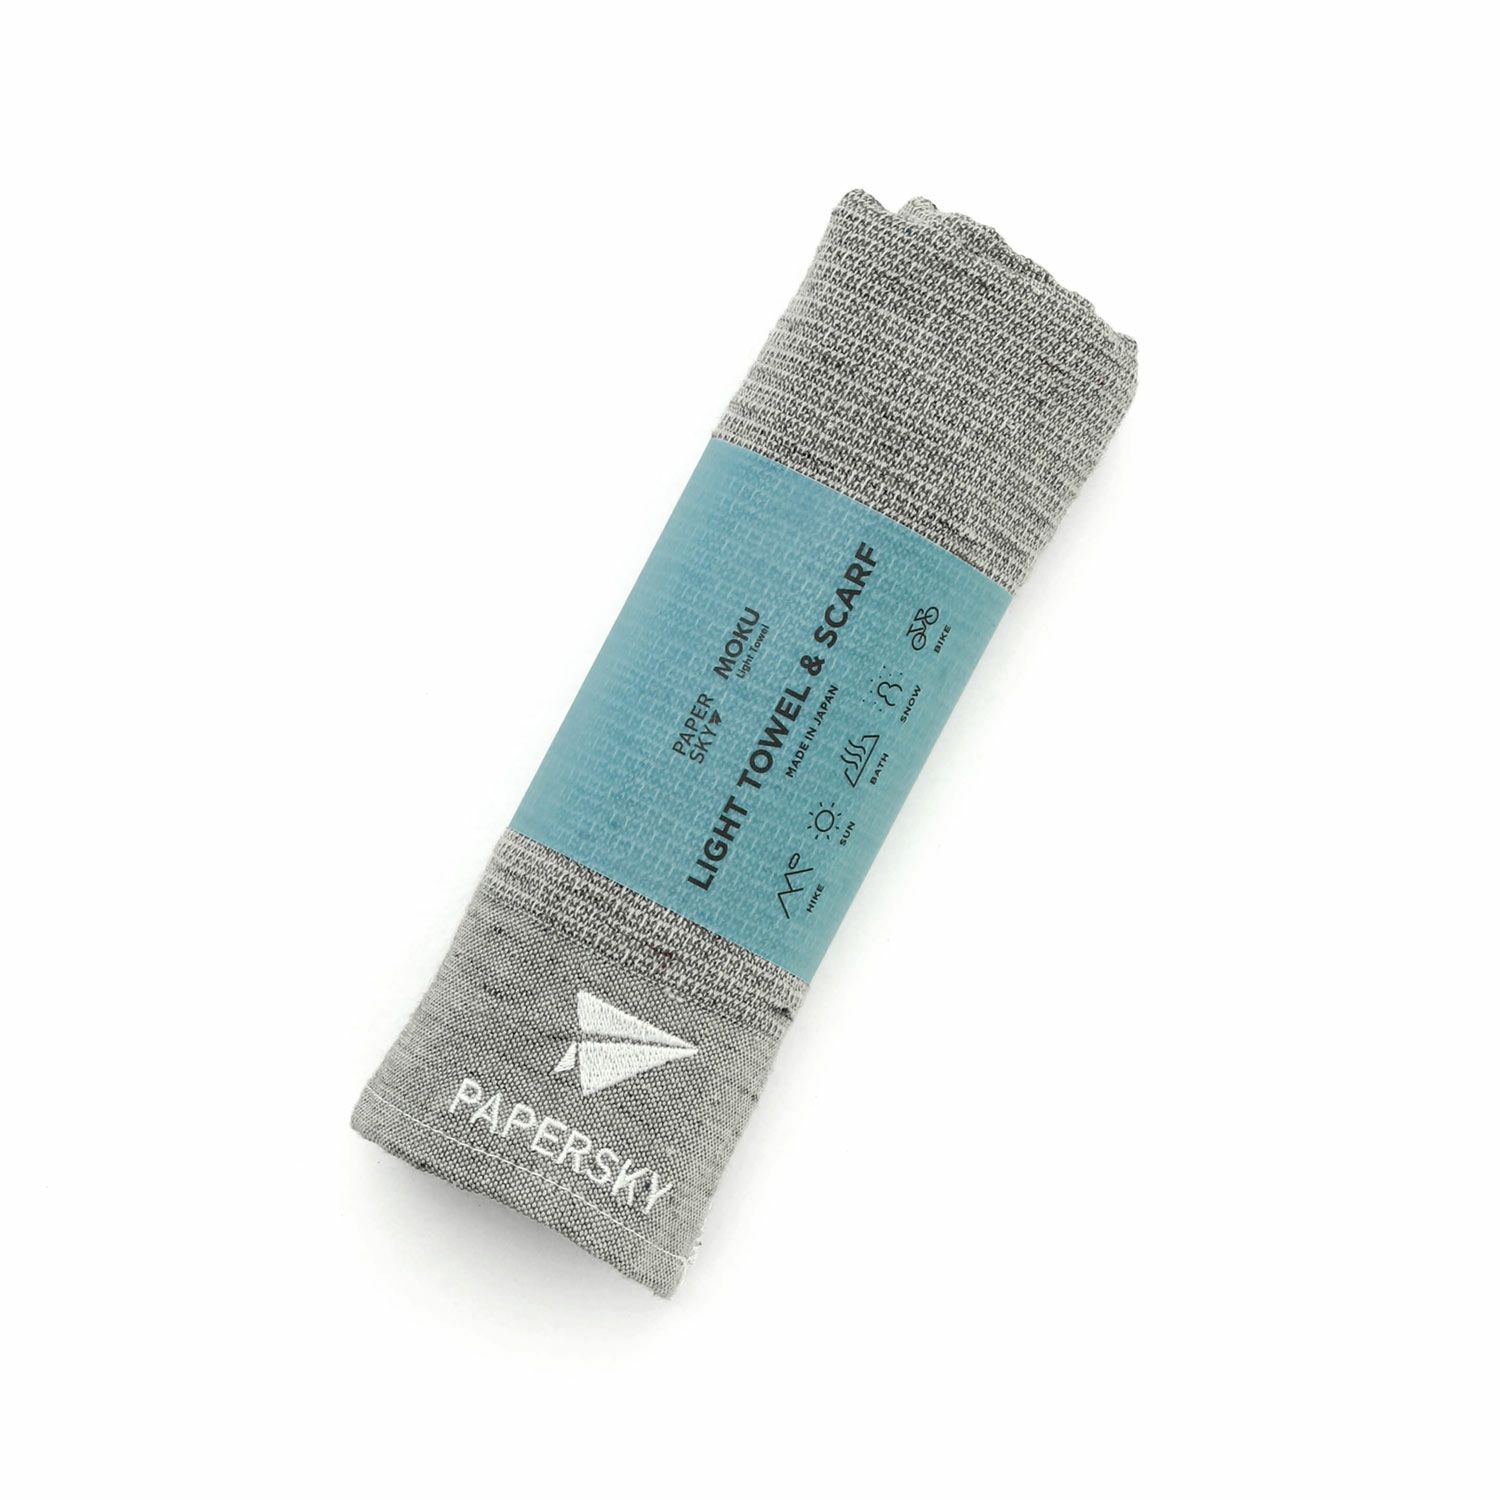 PAPER
SKY
MOKU
Light Towel
LIGHT TOWEL & SCARF
MADE IN JAPAN
HIKE
SUN
BATH
SNOW
BIKE
PAPERSKY